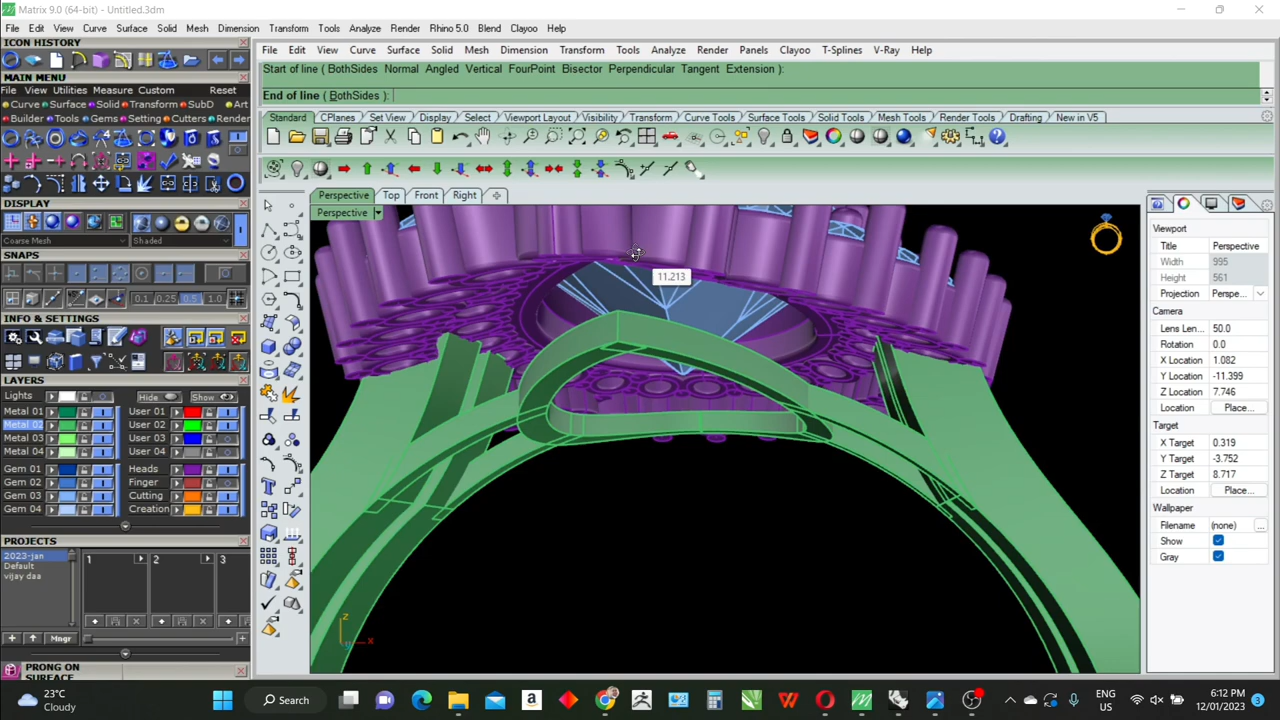 Matrix 9.0 (64-bit) - Untitled.3dm
File Edit View Curve Surface Solid Mesh Dimension Transform Tools Analyze Render Rhino 5.0 Blend Clayoo Help
ICON HISTORY
MAIN MENU
File View Utilities Measure Custom Reset
Curve Surface Solid Transform SubD Art
Builder Tools Gems Setting Cutters Render
DISPLAY
Coarse Mesh Shaded
SNAPS
0.1 0.25 0.5 1.0
INFO & SETTINGS
LAYERS
Lights Hide Show
Metal 01 User 01
Metal 02 User 02
Metal 03 User 03
Metal 04 User 04
Gem 01 Heads
Gem 02 Finger
Gem 03 Cutting
Gem 04 Creation
PROJECTS
2023-jan
Default
vijay daa
1 2 3
Mngr
PRONG ON
SURFACE
File Edit View Curve Surface Solid Mesh Dimension Transform Tools Analyze Render Panels Clayoo T-Splines V-Ray Help
Start of line ( BothSides Normal Angled Vertical FourPoint Bisector Perpendicular Tangent Extension ):
End of line ( BothSides ):
Standard CPlanes Set View Display Select Viewport Layout Visibility Transform Curve Tools Surface Tools Solid Tools Mesh Tools Render Tools Drafting New in V5
Perspective Top Front Right
Perspective
11.213
z
x
Viewport
Title Perspective
Width 995
Height 561
Projection Perspe...
Camera
Lens Len... 50.0
Rotation 0.0
X Location 1.082
Y Location -11.399
Z Location 7.746
Location Place...
Target
X Target 0.319
Y Target -3.752
Z Target 8.717
Location Place...
Wallpaper
Filename (none) ...
Show
Gray
23°C
Cloudy
Search
ENG
US
6:12 PM
12/01/2023
3